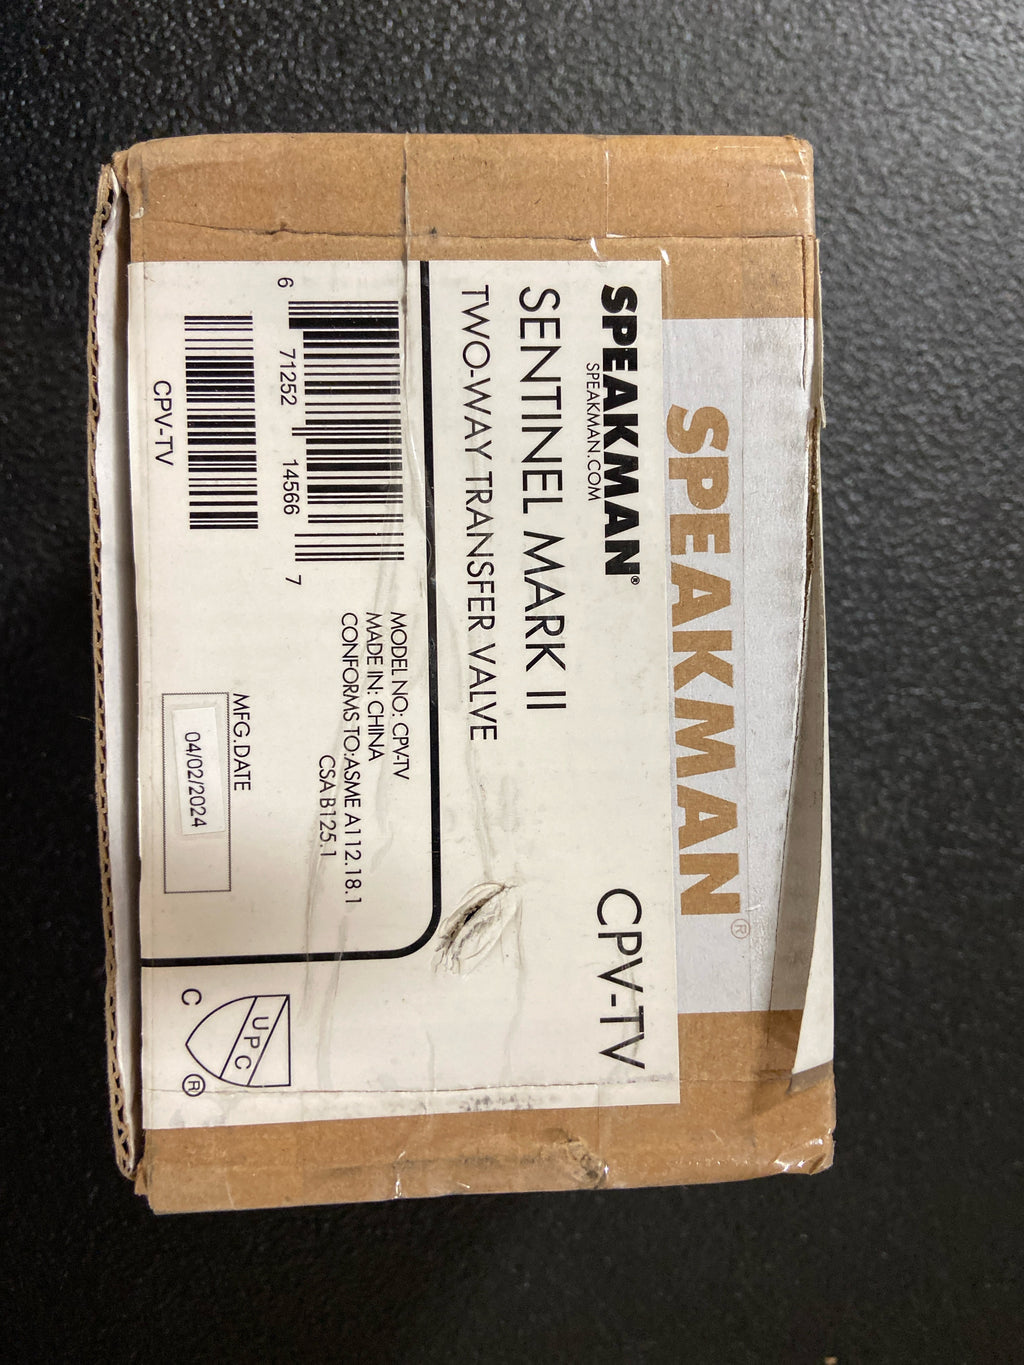 SPEAKMAN®
SPEAKMAN®
SPEAKMAN.COM
CPV-TV
SENTINEL MARK II
TWO-WAY TRANSFER VALVE
6 71252 14566 7
CPV-TV
MODEL NO: CPV-TV
MADE IN: CHINA
CONFORMS TO:ASME A112.18.1
CSA B125.1
MFG.DATE
04/02/2024
UPC
C ®